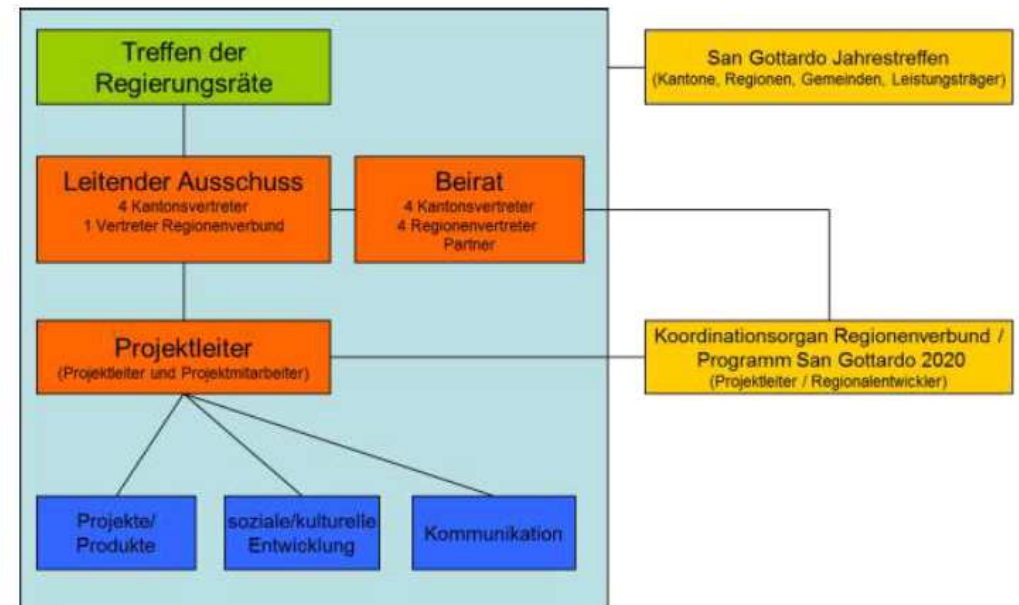 Treffen der
Regierungsräte
San Gottardo Jahrestreffen
(Kantone, Regionen, Gemeinden, Leistungsträger)
Leitender Ausschuss
4 Kantonsvertreter
1 Vertreter Regionenverbund
Beirat
4 Kantonsvertreter
4 Regionenvertreter
Partner
Projektleiter
(Projektleiter und Projektmitarbeiter)
Koordinationsorgan Regionenverbund /
Programm San Gottardo 2020
(Projektleiter / Regionalentwickler)
Projekte/
Produkte
soziale/kulturelle
Entwicklung
Kommunikation